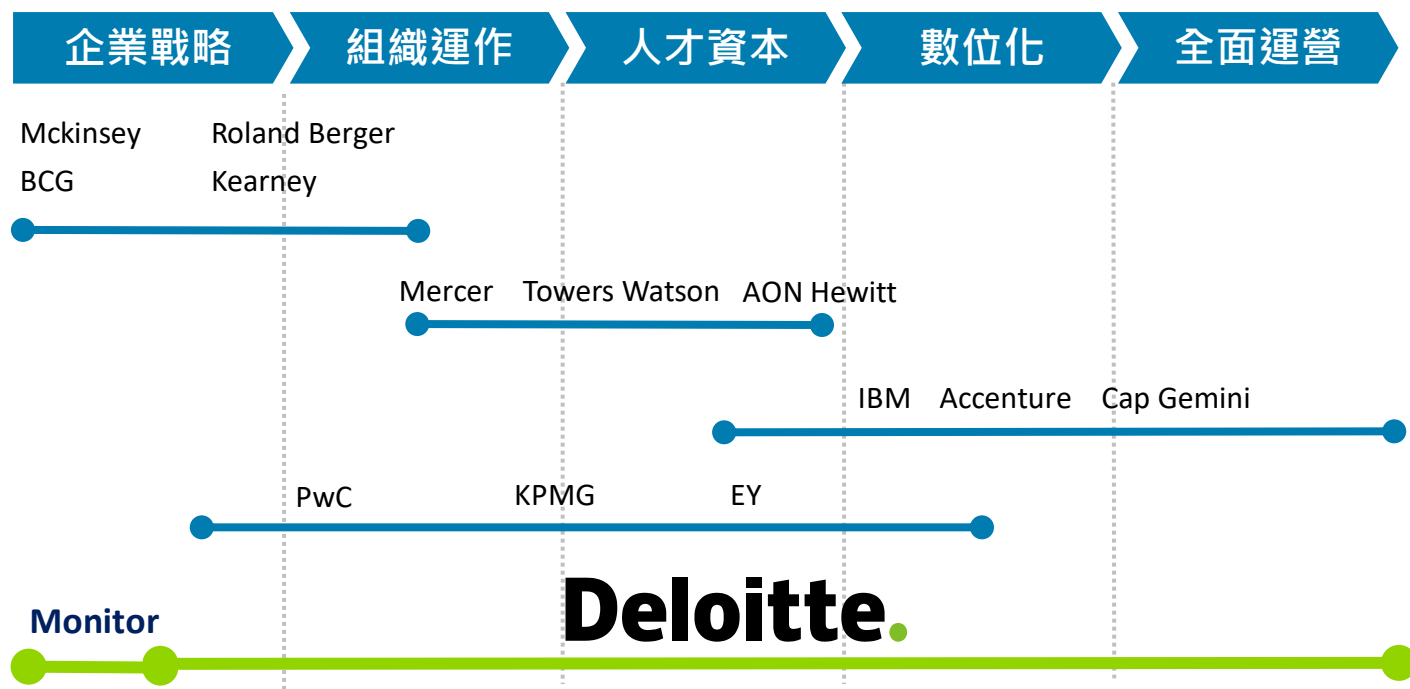 企業戰略 組織運作 人才資本 數位化 全面運營
Mckinsey Roland Berger
BCG Kearney
Mercer Towers Watson AON Hewitt
IBM Accenture Cap Gemini
PwC KPMG EY
Monitor Deloitte.